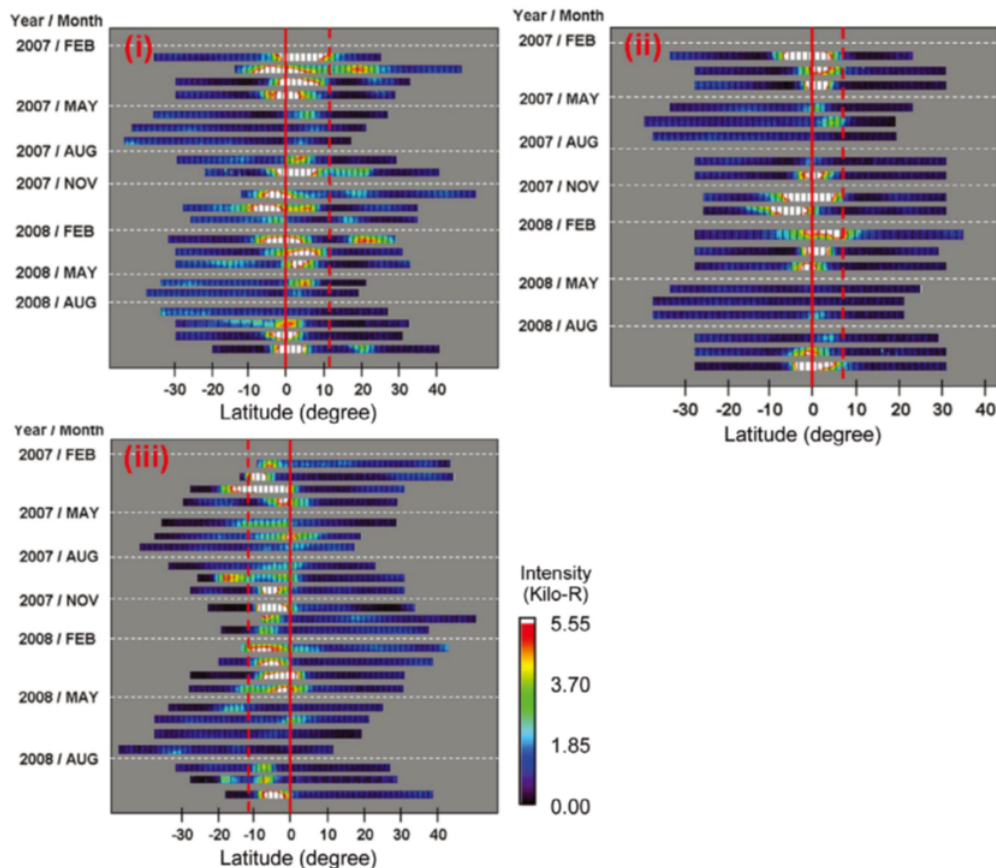 Year / Month
(i)
2007 / FEB
2007 / MAY
2007 / AUG
2007 / NOV
2008 / FEB
2008 / MAY
2008 / AUG
-30 -20 -10 0 10 20 30 40
Latitude (degree)
Year / Month
(ii)
2007 / FEB
2007 / MAY
2007 / AUG
2007 / NOV
2008 / FEB
2008 / MAY
2008 / AUG
-30 -20 -10 0 10 20 30
Latitude (degree)
Year / Month
(iii)
2007 / FEB
2007 / MAY
2007 / AUG
2007 / NOV
2008 / FEB
2008 / MAY
2008 / AUG
-30 -20 -10 0 10 20 30 40
Latitude (degree)
Intensity
(Kilo-R)
5.55
3.70
1.85
0.00